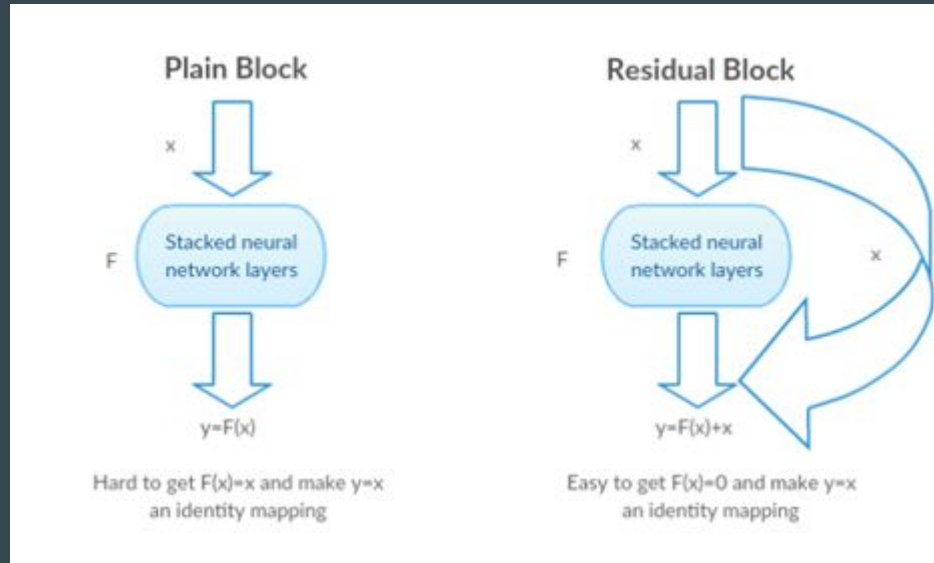 Plain Block
x
F
Stacked neural
network layers
y=F(x)
Hard to get F(x)=x and make y=x
an identity mapping
Residual Block
x
F
Stacked neural
network layers
x
y=F(x)+x
Easy to get F(x)=0 and make y=x
an identity mapping